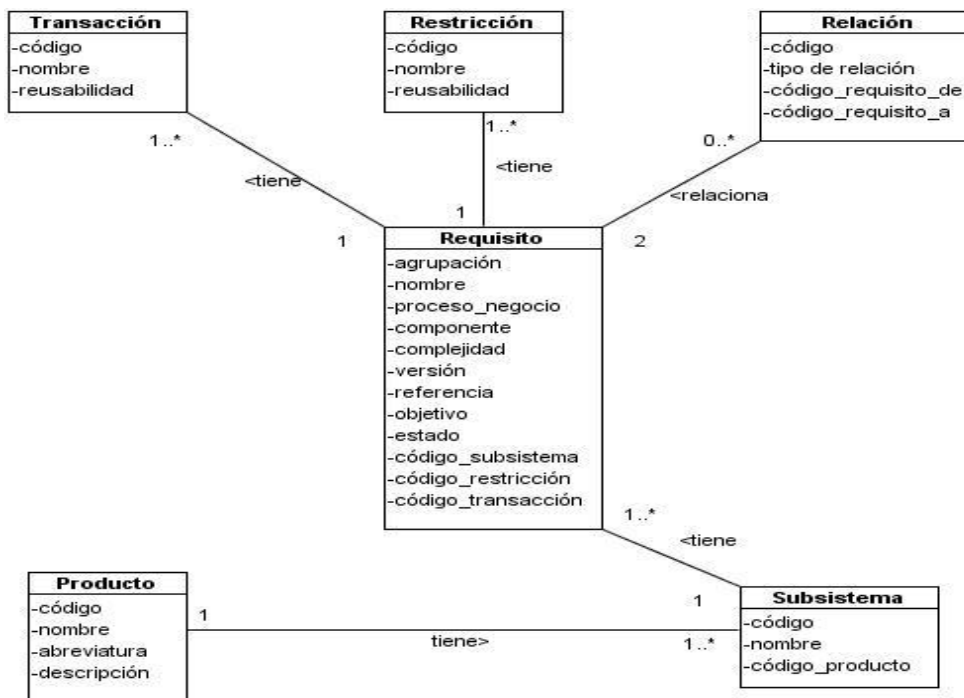 Transacción
-código
-nombre
-reusabilidad
Restricción
-código
-nombre
-reusabilidad
Relación
-código
-tipo de relación
-código_requisito_de
-código_requisito_a
1..*
1..*
0..*
<tiene
<tiene
<relaciona
1
1
2
Requisito
-agrupación
-nombre
-proceso_negocio
-componente
-complejidad
-versión
-referencia
-objetivo
-estado
-código_subsistema
-código_restricción
-código_transacción
1..*
<tiene
Producto
-código
-nombre
-abreviatura
-descripción
1
tiene>
1
1..*
Subsistema
-código
-nombre
-código_producto